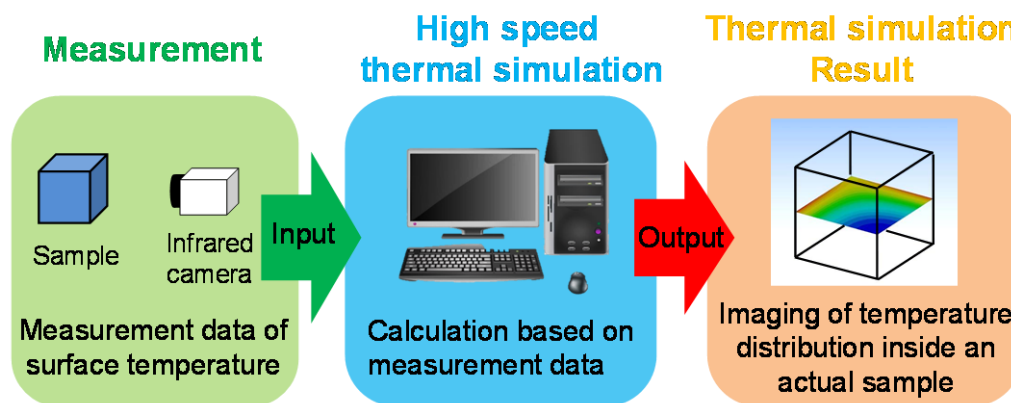 Measurement
Sample
Infrared
camera
Measurement data of
surface temperature
Input
High speed
thermal simulation
Calculation based on
measurement data
Output
Thermal simulation
Result
Imaging of temperature
distribution inside an
actual sample